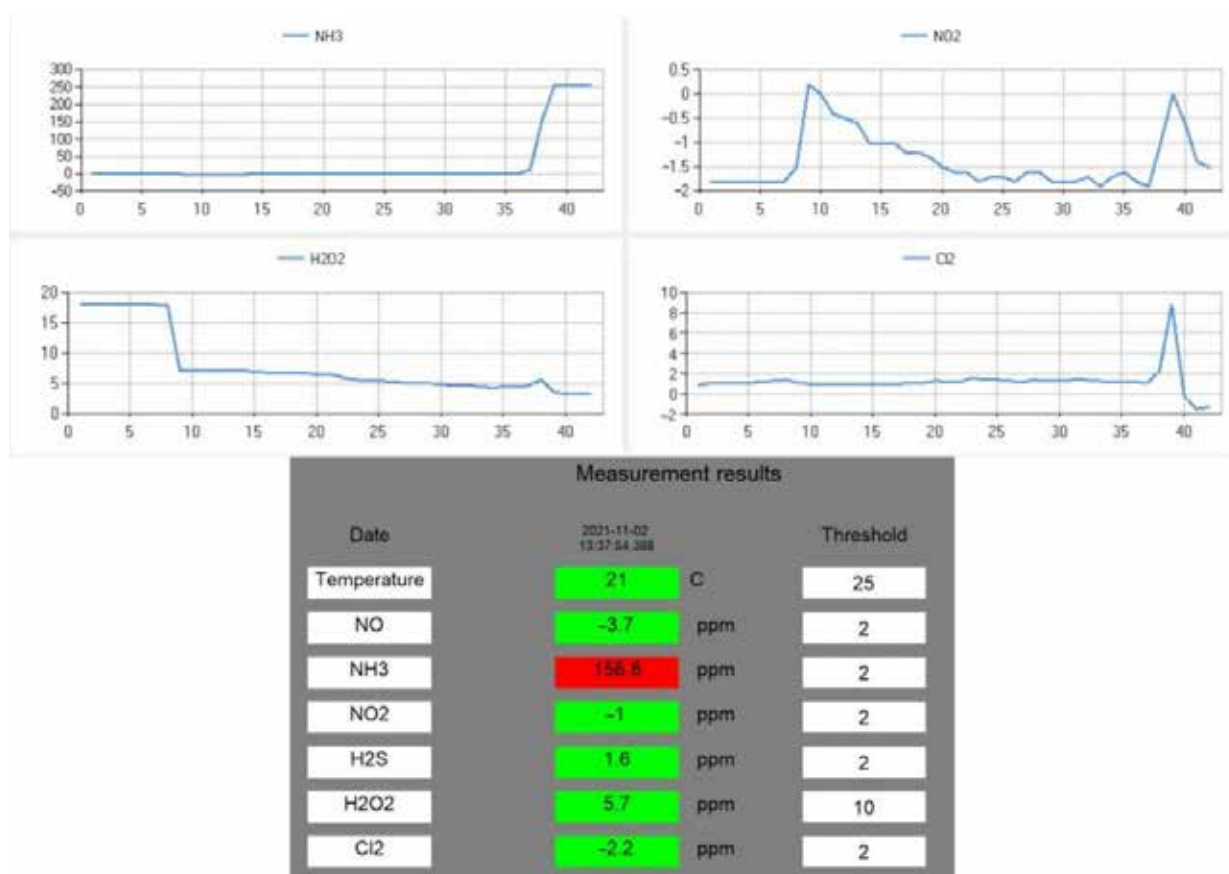 NH3
300
250
200
150
100
50
0
-50
0 5 10 15 20 25 30 35 40
NO2
0.5
0
-0.5
-1
-1.5
-2
0 5 10 15 20 25 30 35 40
H2O2
20
15
10
5
0
0 5 10 15 20 25 30 35 40
Cl2
10
8
6
4
2
0
-2
0 5 10 15 20 25 30 35 40
Measurement results
Date 2021-11-02 Threshold
13:37:54.388
Temperature 21 C 25
NO -3.7 ppm 2
NH3 156.8 ppm 2
NO2 -1 ppm 2
H2S 1.6 ppm 2
H2O2 5.7 ppm 10
Cl2 -2.2 ppm 2